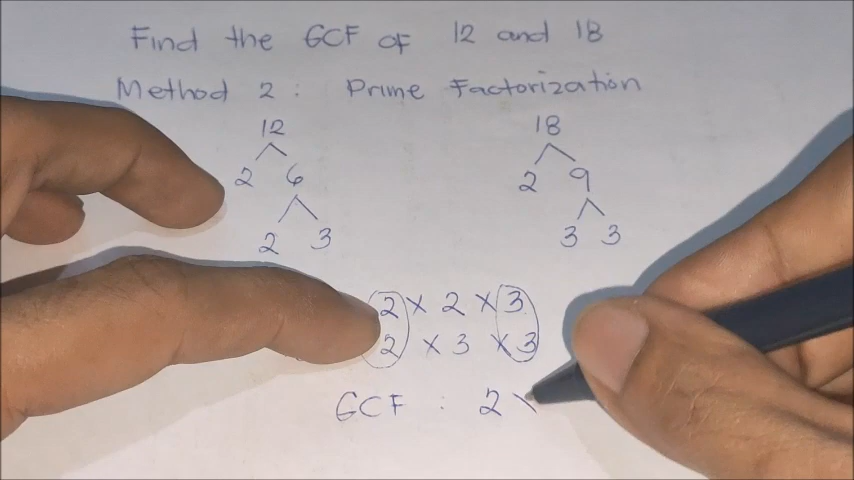 Find the GCF of 12 and 18
Method 2: Prime Factorization
12 18
2 6 2 9
2 3 3 3
2 × 2 × 3
2 × 3 × 3
GCF : 2 \